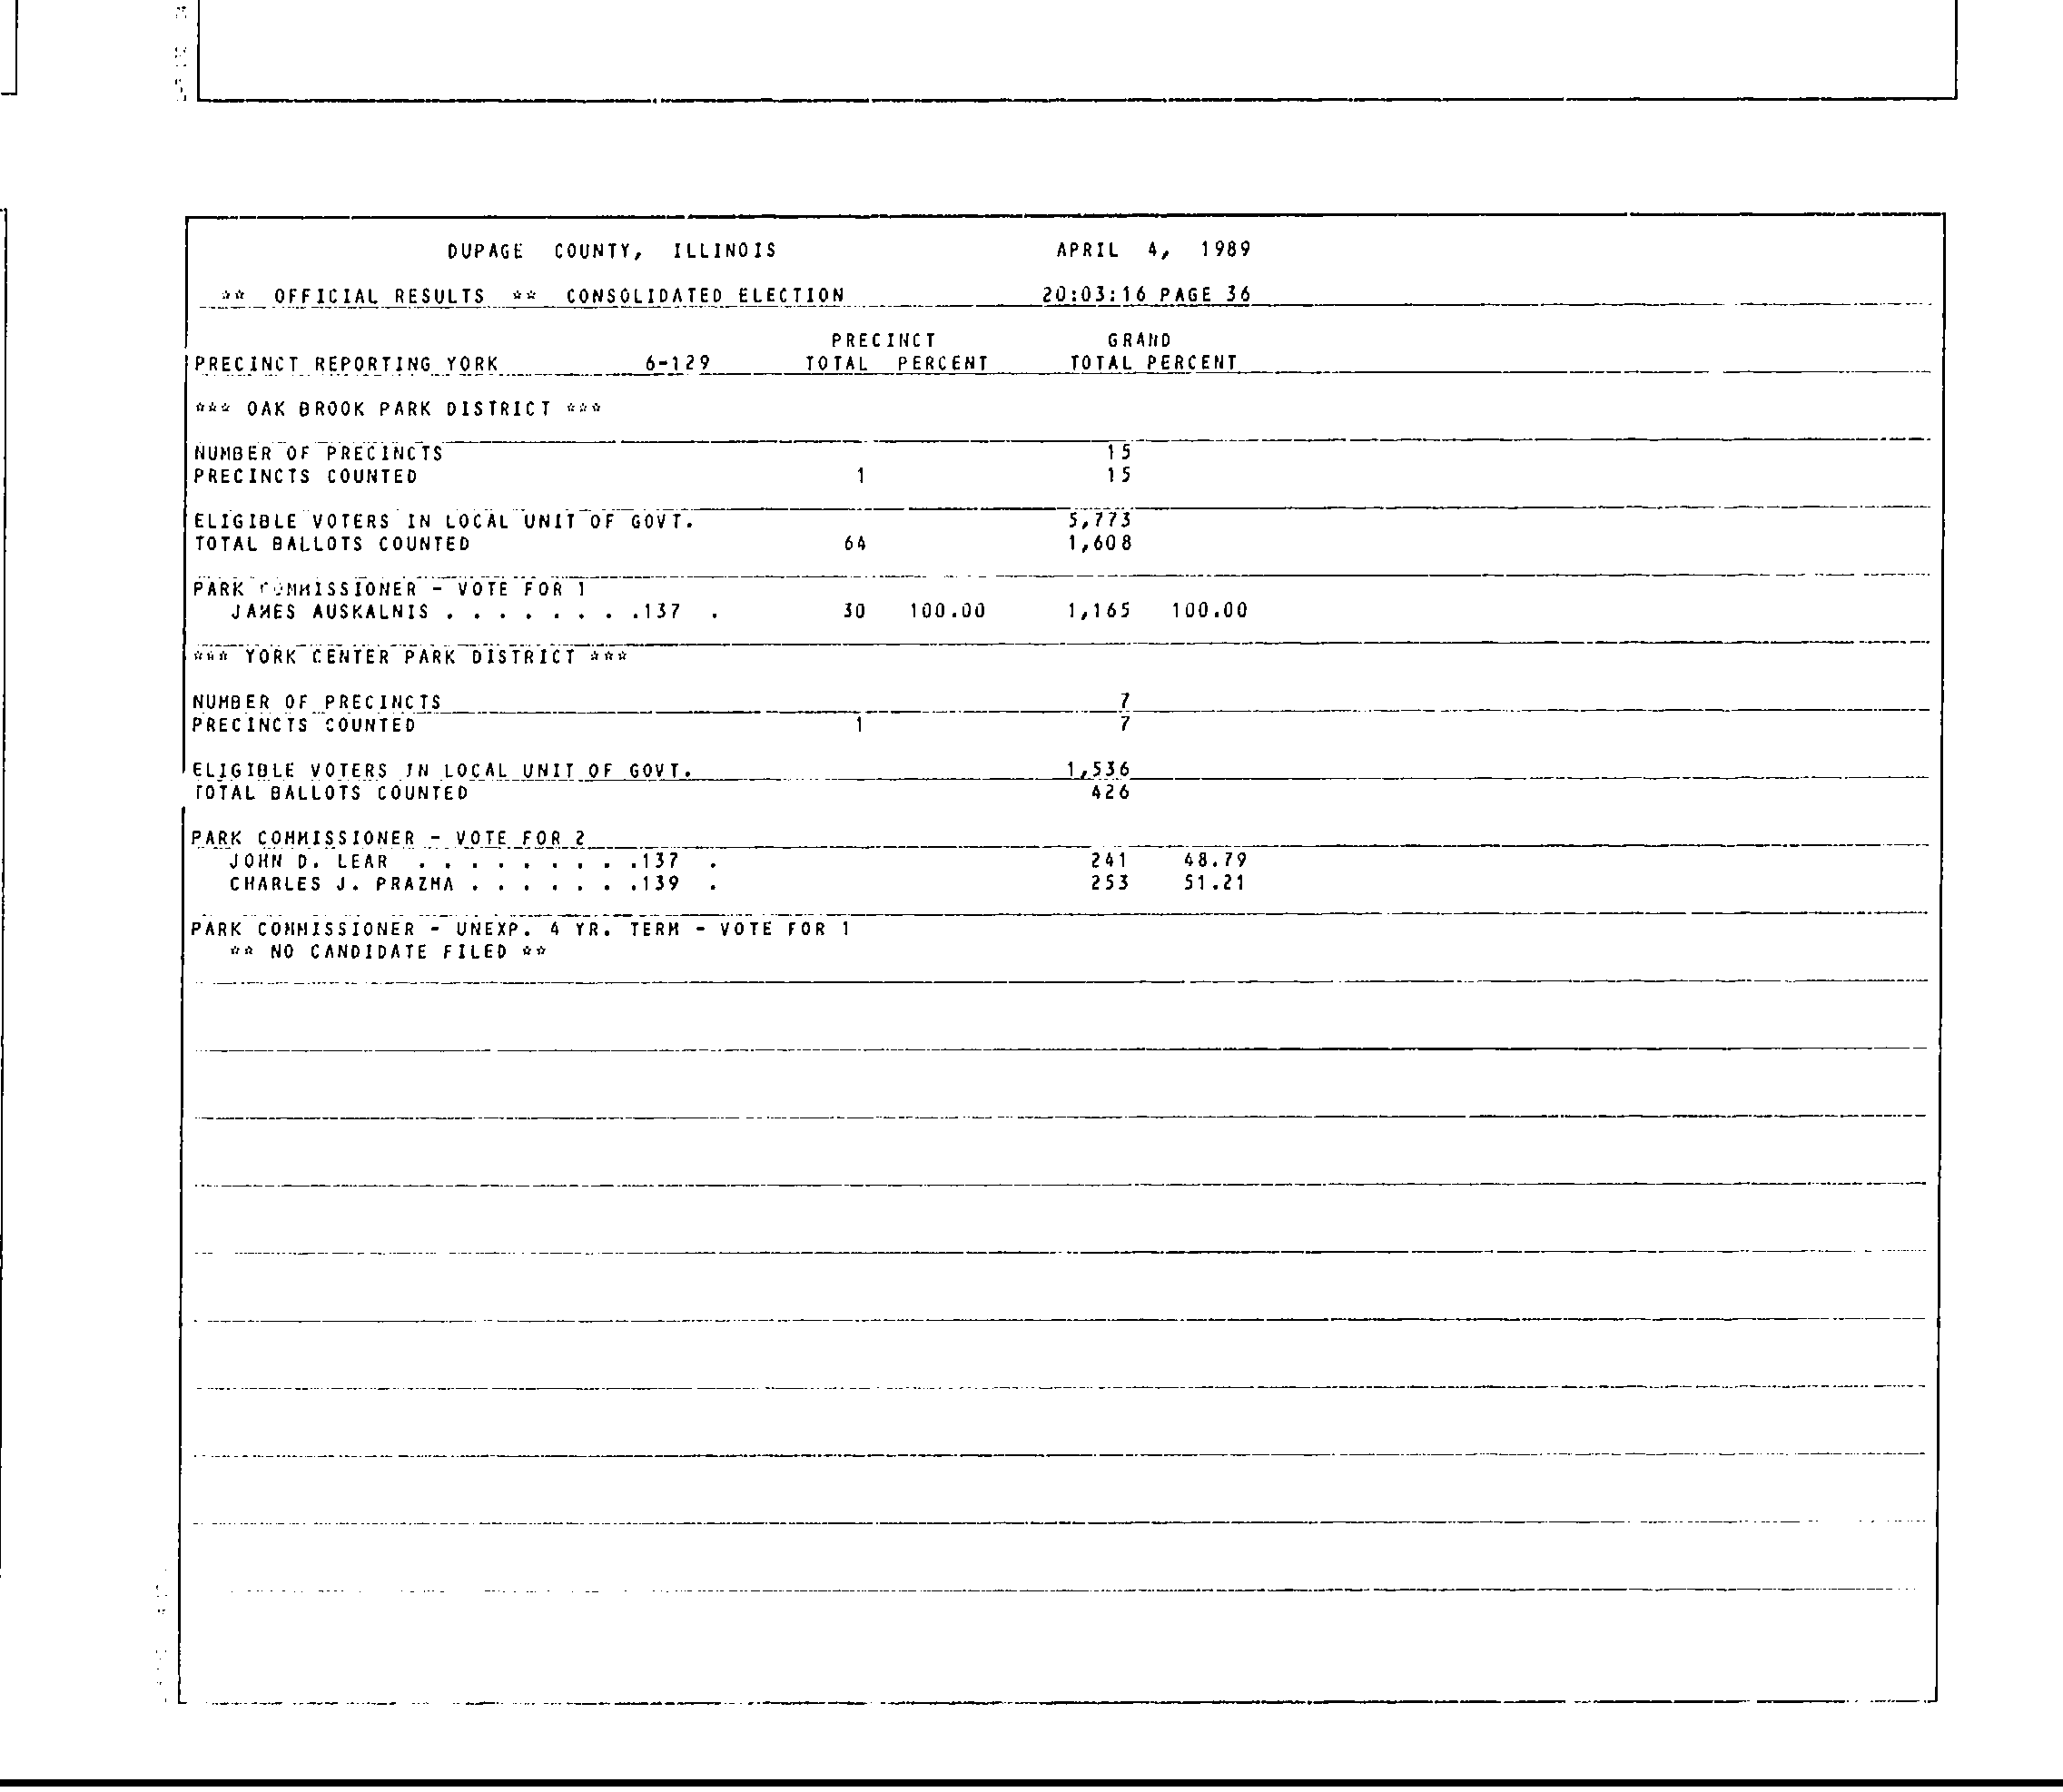 DUPAGE COUNTY, ILLINOIS APRIL 4, 1989
** OFFICIAL RESULTS ** CONSOLIDATED ELECTION 20:03:16 PAGE 36
PRECINCT GRAND
PRECINCT REPORTING YORK 6-129 TOTAL PERCENT TOTAL PERCENT
*** OAK BROOK PARK DISTRICT ***
NUMBER OF PRECINCTS 15
PRECINCTS COUNTED 1 15
ELIGIBLE VOTERS IN LOCAL UNIT OF GOVT. 5,773
TOTAL BALLOTS COUNTED 64 1,608
PARK COMMISSIONER - VOTE FOR 1
JAMES AUSKALNIS . . . . . . . .137 . 30 100.00 1,165 100.00
*** YORK CENTER PARK DISTRICT ***
NUMBER OF PRECINCTS 7
PRECINCTS COUNTED 1 7
ELIGIBLE VOTERS IN LOCAL UNIT OF GOVT. 1,536
TOTAL BALLOTS COUNTED 426
PARK COMMISSIONER - VOTE FOR 2
JOHN D. LEAR . . . . . . . . .137 . 241 48.79
CHARLES J. PRAZMA . . . . . . .139 . 253 51.21
PARK COMMISSIONER - UNEXP. 4 YR. TERM - VOTE FOR 1
** NO CANDIDATE FILED **